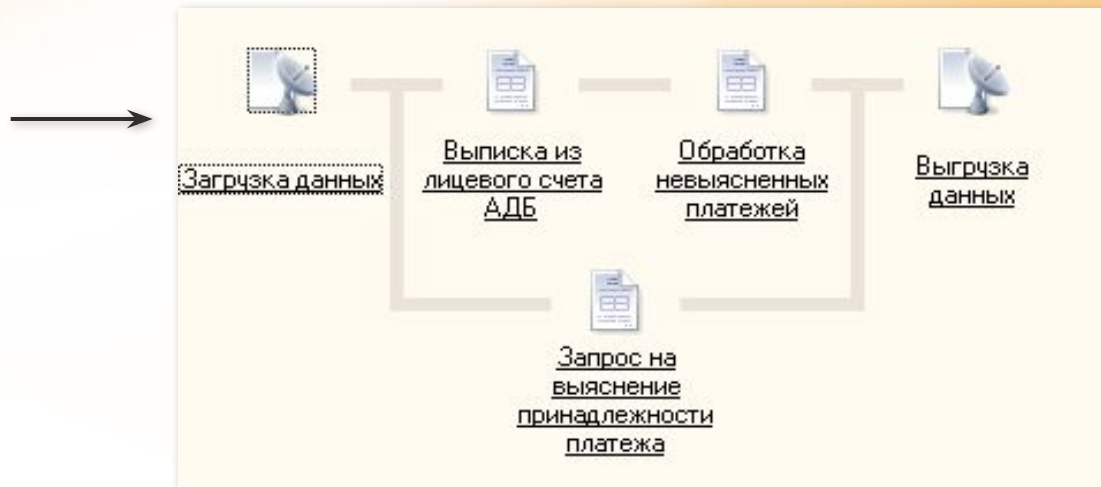 Загрузка данных
Выписка из
лицевого счета
АДБ
Обработка
невыясненных
платежей
Выгрузка
данных
Запрос на
выяснение
принадлежности
платежа